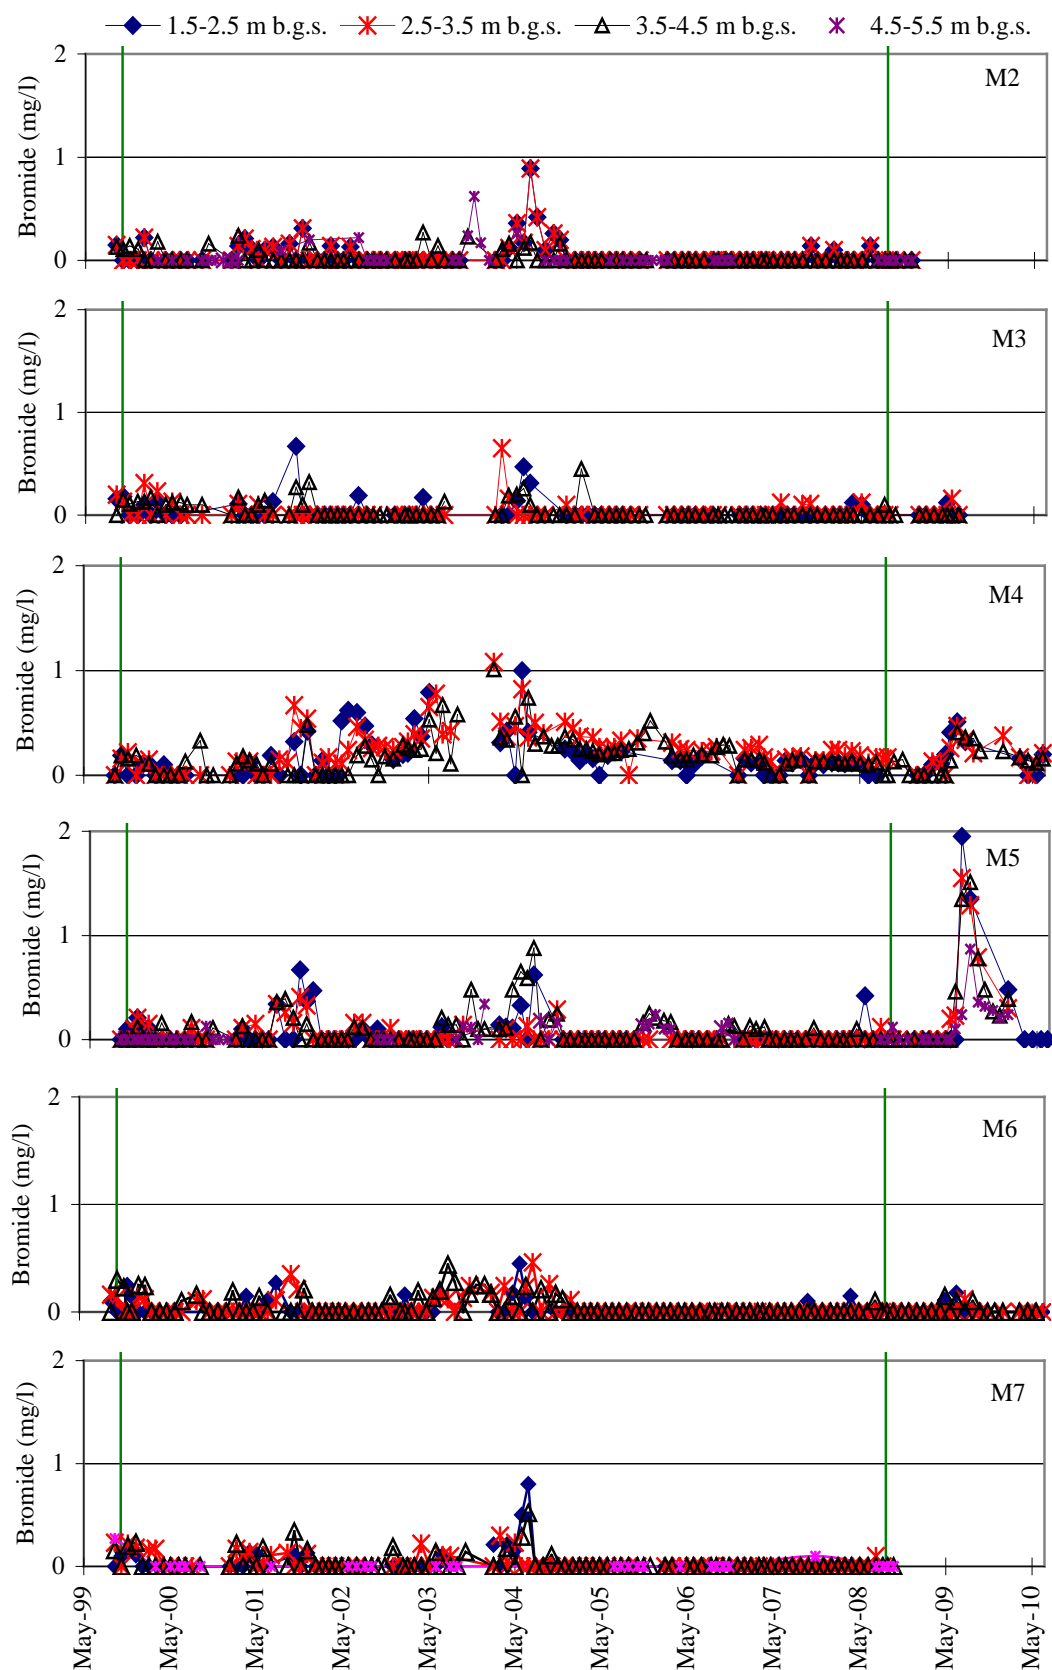 1.5-2.5 m b.g.s. 2.5-3.5 m b.g.s. 3.5-4.5 m b.g.s. 4.5-5.5 m b.g.s.
2
M2
1
0
Bromide (mg/l)
2
M3
1
0
Bromide (mg/l)
2
M4
1
0
Bromide (mg/l)
2
M5
1
0
Bromide (mg/l)
2
M6
1
0
Bromide (mg/l)
2
M7
1
0
Bromide (mg/l)
May-99 May-00 May-01 May-02 May-03 May-04 May-05 May-06 May-07 May-08 May-09 May-10